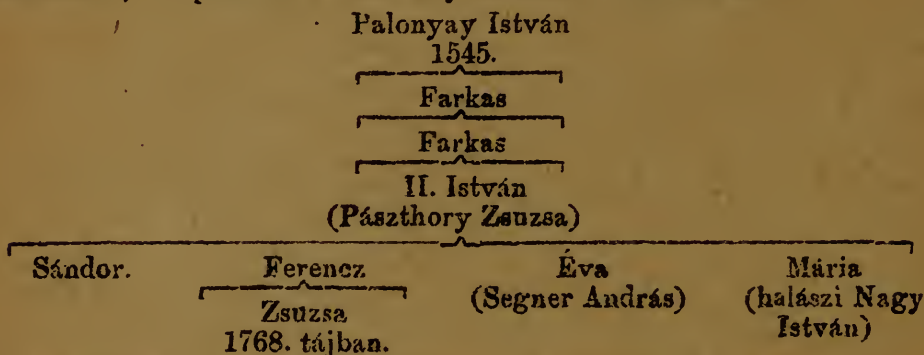 Palonyay István
1545.
Farkas
Farkas
II. István
(Pászthory Zsuzsa)
Sándor.
Ferencz
Éva
Mária
(Segner András)
(halászi Nagy
Zsuzsa
István)
1768. tájban.